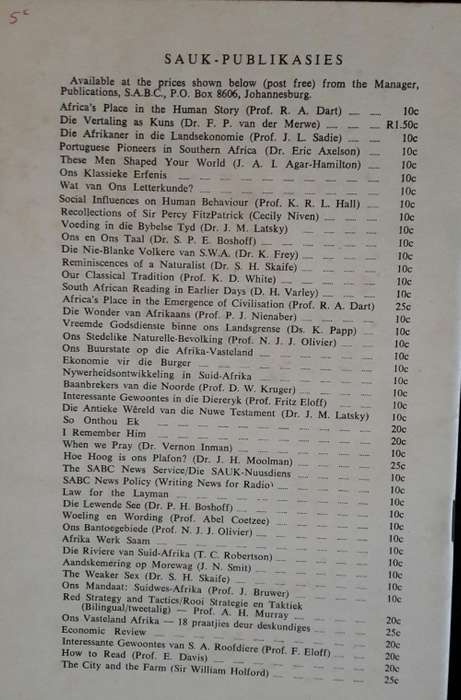 5c
SAUK-PUBLIKASIES
Available at the prices shown below (post free) from the Manager,
Publications, S.A.B.C., P.O. Box 8606, Johannesburg.
Africa's Place in the Human Story (Prof. R. A. Dart) 10c
Die Vertaling as Kuns (Dr. F. P. van der Merwe) R1.50c
Die Afrikaner in die Landsekonomie (Prof. J. L. Sadie) 10c
Portuguese Pioneers in Southern Africa (Dr. Eric Axelson) 10c
These Men Shaped Your World (J. A. I. Agar-Hamilton) 10c
Ons Klassieke Erfenis 10c
Wat van Ons Letterkunde? 10c
Social Influences on Human Behaviour (Prof. K. R. L. Hall) 10c
Recollections of Sir Percy FitzPatrick (Cecily Niven) 10c
Voeding in die Bybelse Tyd (Dr. J. M. Latsky) 10c
Ons en Ons Taal (Dr. S. P. E. Boshoff) 10c
Die Nie-Blanke Volkere van S.W.A. (Dr. K. Frey) 10c
Reminiscences of a Naturalist (Dr. S. H. Skaife) 10c
Our Classical Tradition (Prof. K. D. White) 10c
South African Reading in Earlier Days (D. H. Varley) 10c
Africa's Place in the Emergence of Civilisation (Prof. R. A. Dart) 25c
Die Wonder van Afrikaans (Prof. P. J. Nienaber) 10c
Vreemde Godsdienste binne ons Landsgrense (Ds. K. Papp) 10c
Ons Stedelike Naturelle-Bevolking (Prof. N. J. J. Olivier) 10c
Ons Buurstate op die Afrika-Vasteland 10c
Ekonomie vir die Burger 10c
Nywerheidsontwikkeling in Suid-Afrika 10c
Baanbrekers van die Noorde (Prof. D. W. Kruger) 10c
Interessante Gewoontes in die Diereryk (Prof. Fritz Eloff) 10c
Die Antieke Wêreld van die Nuwe Testament (Dr. J. M. Latsky) 10c
So Onthou Ek 20c
I Remember Him 20c
When we Pray (Dr. Vernon Inman) 20c
Hoe Hoog is ons Plafon? (Dr. J. H. Moolman) 25c
The SABC News Service/Die SAUK-Nuusdiens 10c
SABC News Policy (Writing News for Radio) 10c
Law for the Layman 10c
Die Lewende See (Dr. P. H. Boshoff) 10c
Woeling en Wording (Prof. Abel Coetzee) 10c
Ons Bantoegebiede (Prof. N. J. J. Olivier) 10c
Afrika Werk Saam 10c
Die Riviere van Suid-Afrika (T. C. Robertson) 10c
Aandskemering op Morewag (J. N. Smit) 10c
The Weaker Sex (Dr. S. H. Skaife) 10c
Ons Mandaat: Suidwes-Afrika (Prof. J. Bruwer) 10c
Red Strategy and Tactics/Rooi Strategie en Taktiek
(Bilingual/tweetalig) — Prof. A. H. Murray 20c
Ons Vasteland Afrika — 18 praatjies deur deskundiges 25c
Economic Review 20c
Interessante Gewoontes van S. A. Roofdiere (Prof. F. Eloff) 20c
How to Read (Prof. E. Davis) 20c
The City and the Farm (Sir William Holford) 25c